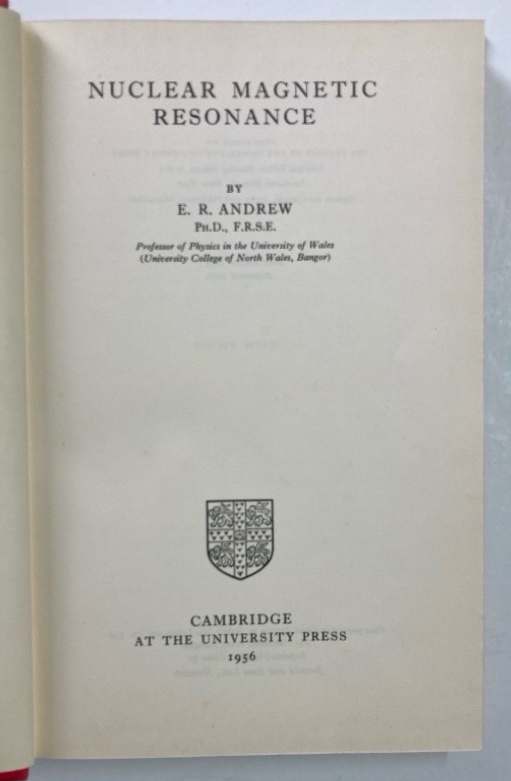 NUCLEAR MAGNETIC
RESONANCE
BY
E. R. ANDREW
PH.D., F.R.S.E.
Professor of Physics in the University of Wales
(University College of North Wales, Bangor)
CAMBRIDGE
AT THE UNIVERSITY PRESS
1956